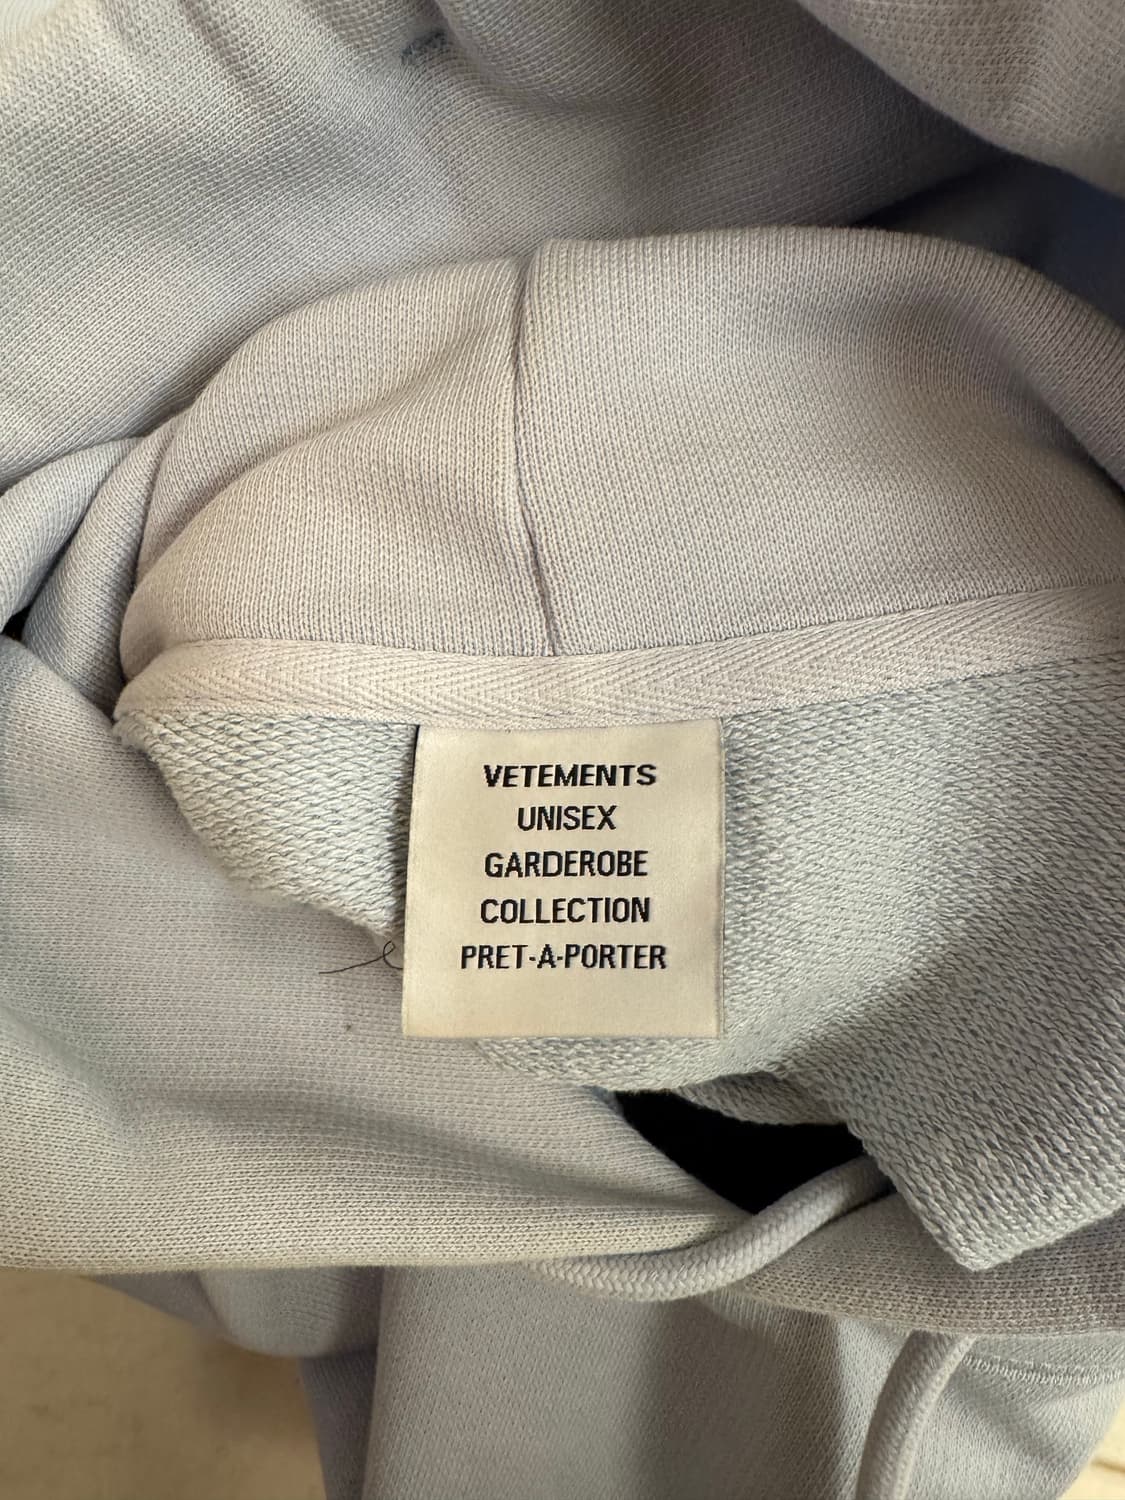 VETEMENTS
UNISEX
GARDEROBE
COLLECTION
PRET-A-PORTER